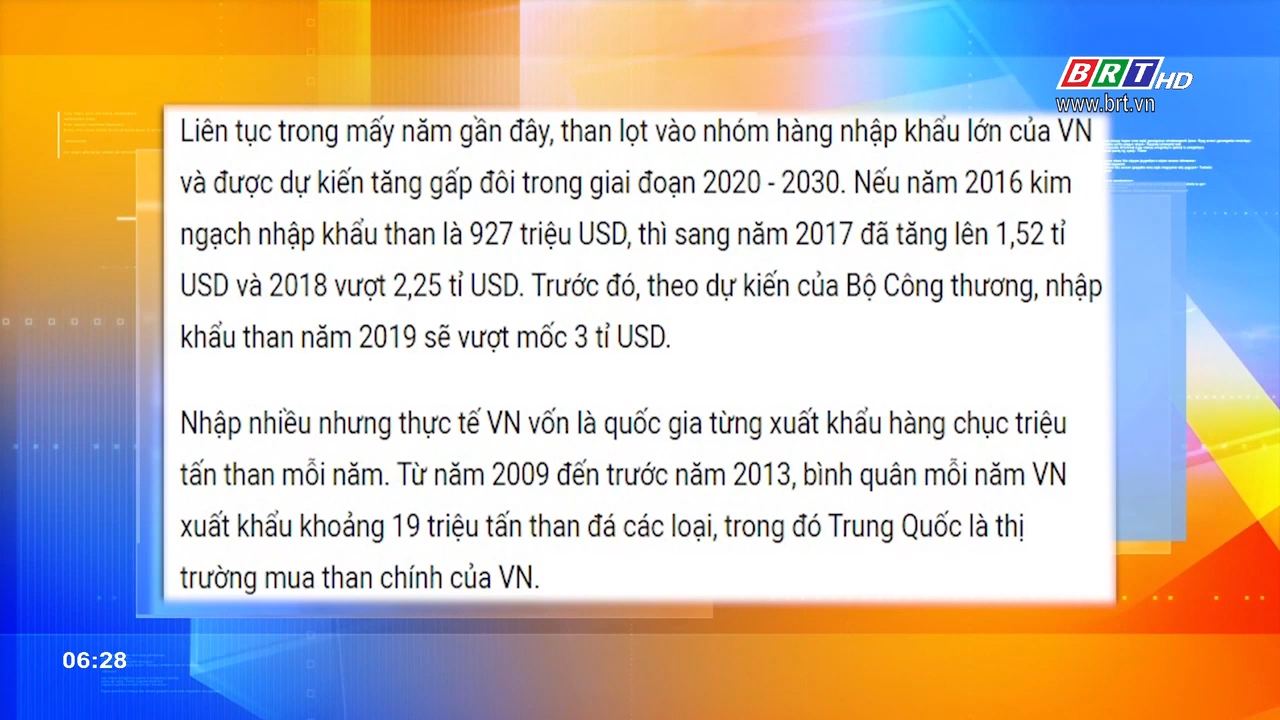 BRT HD
www.brt.vn
Liên tục trong mấy năm gần đây, than lọt vào nhóm hàng nhập khẩu lớn của VN
và được dự kiến tăng gấp đôi trong giai đoạn 2020 - 2030. Nếu năm 2016 kim
ngạch nhập khẩu than là 927 triệu USD, thì sang năm 2017 đã tăng lên 1,52 tỉ
USD và 2018 vượt 2,25 tỉ USD. Trước đó, theo dự kiến của Bộ Công thương, nhập
khẩu than năm 2019 sẽ vượt mốc 3 tỉ USD.
Nhập nhiều nhưng thực tế VN vốn là quốc gia từng xuất khẩu hàng chục triệu
tấn than mỗi năm. Từ năm 2009 đến trước năm 2013, bình quân mỗi năm VN
xuất khẩu khoảng 19 triệu tấn than đá các loại, trong đó Trung Quốc là thị
trường mua than chính của VN.
06:28